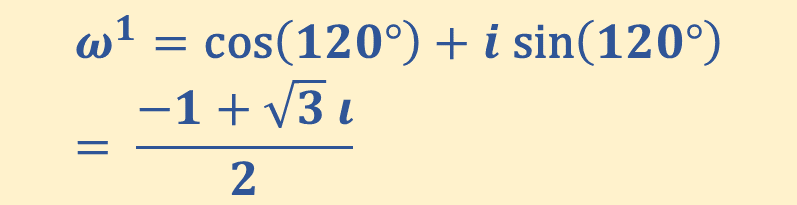 ω¹ = cos(120°) + i sin(120°)
= (−1 + √3 ι)/2